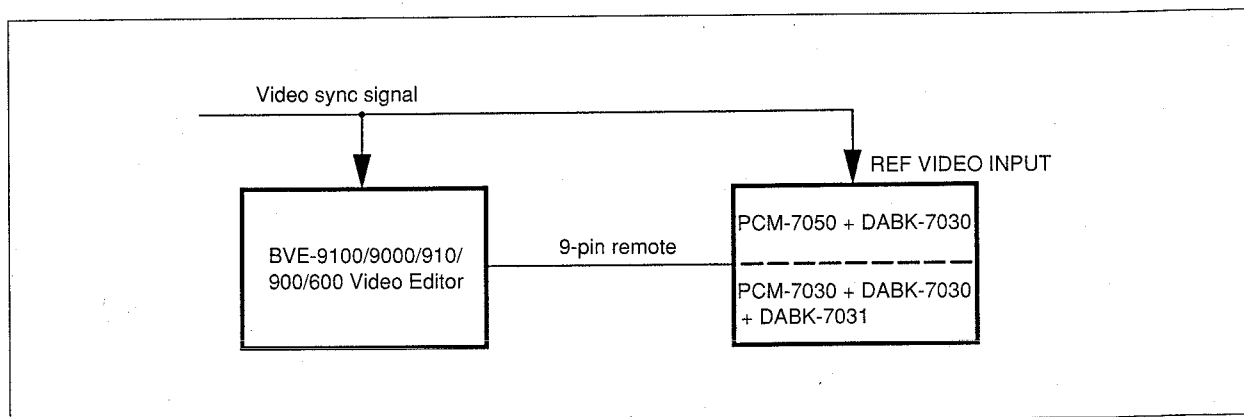 Video sync signal
REF VIDEO INPUT
BVE-9100/9000/910/
900/600 Video Editor
9-pin remote
PCM-7050 + DABK-7030
PCM-7030 + DABK-7030
+ DABK-7031